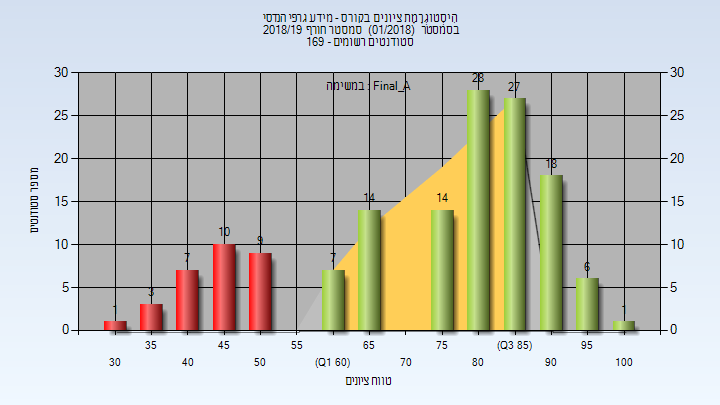 היסטוגרמת ציונים בקורס - מידע גרפי הנדסי
בסמסטר (01/2018) סמסטר חורף 2018/19
סטודנטים רשומים - 169
במשימה : Final_A
מספר סטודנטים
30 25 20 15 10 5 0
30 25 20 15 10 5 0
1 3 7 10 9 7 14 14 28 27 18 6 1
35 45 55 65 75 (Q3 85) 95
30 40 50 (Q1 60) 70 80 90 100
טווח ציונים